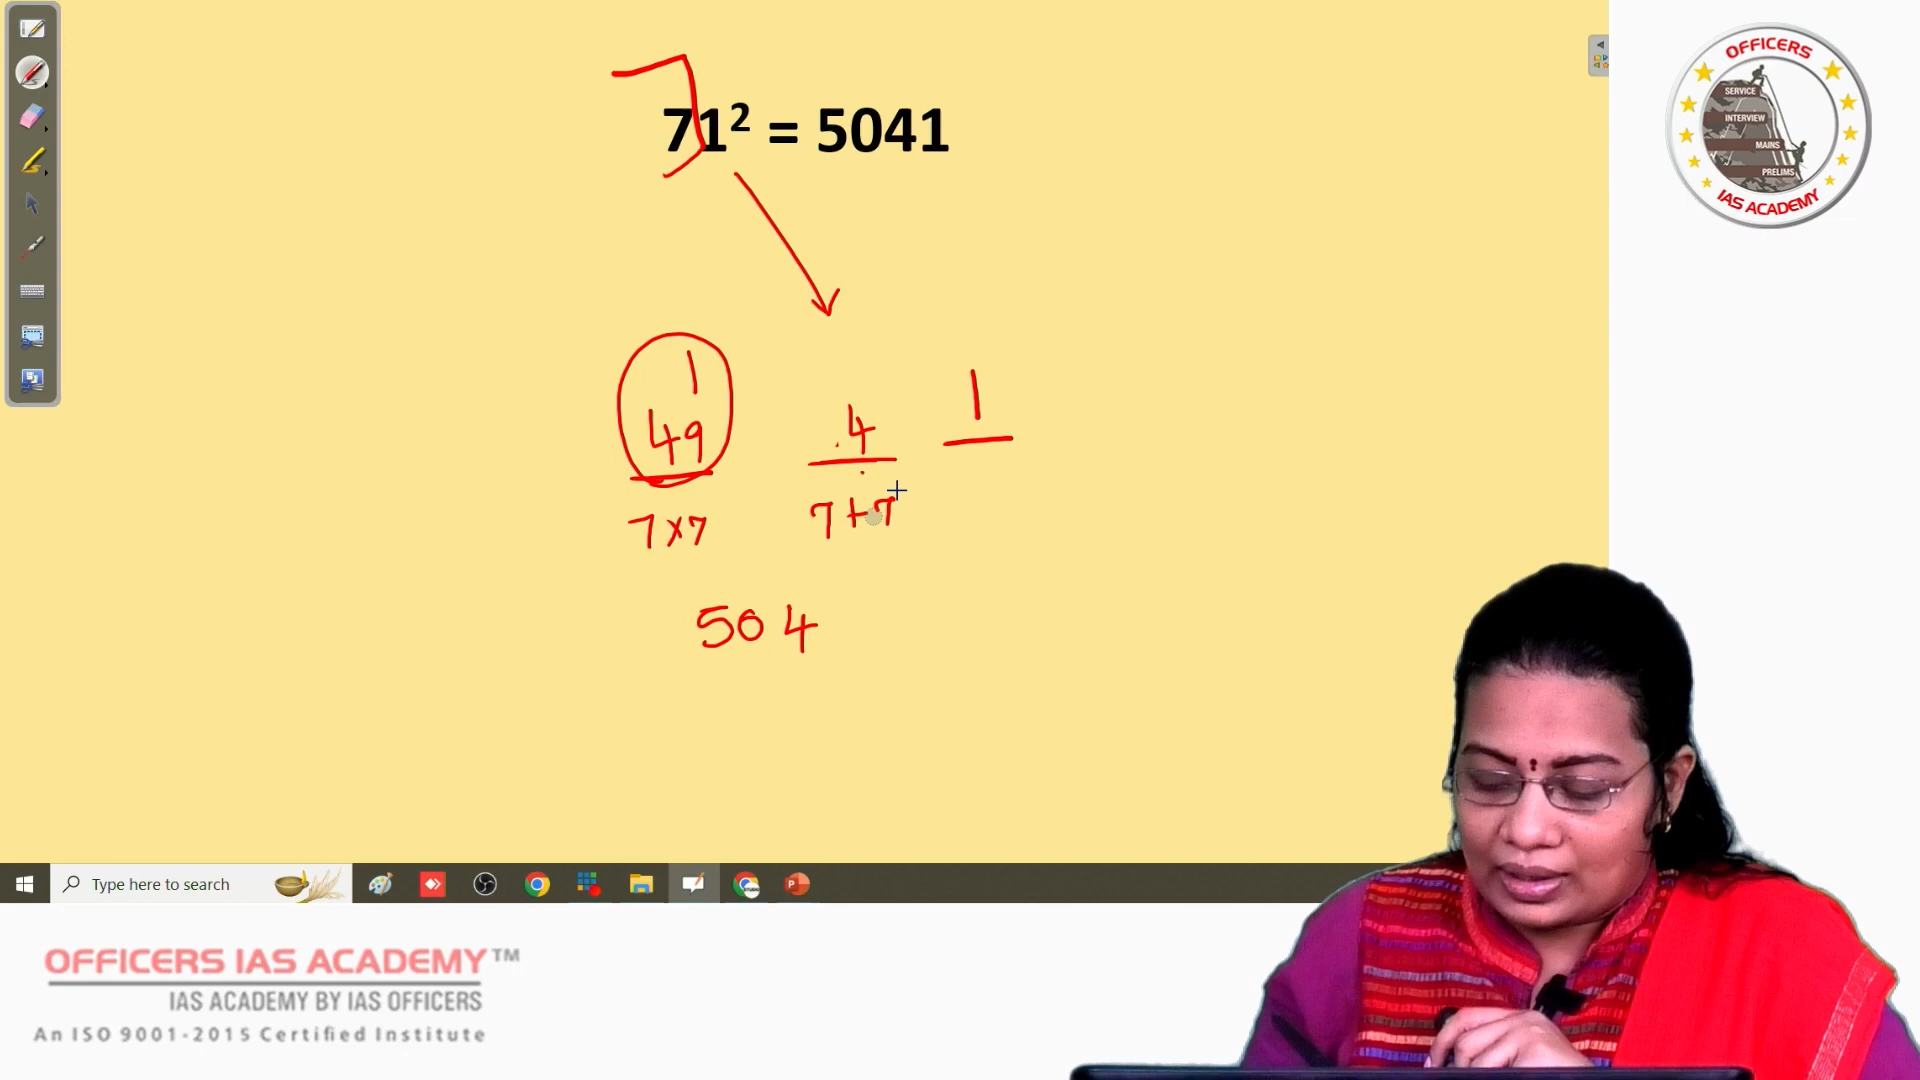 71² = 5041
1
49
.4
1
7×7
7+7
504
OFFICERS
SERVICE
INTERVIEW
MAINS
PRELIMS
IAS ACADEMY
Type here to search
OFFICERS IAS ACADEMY™
IAS ACADEMY BY IAS OFFICERS
An ISO 9001-2015 Certified Institute